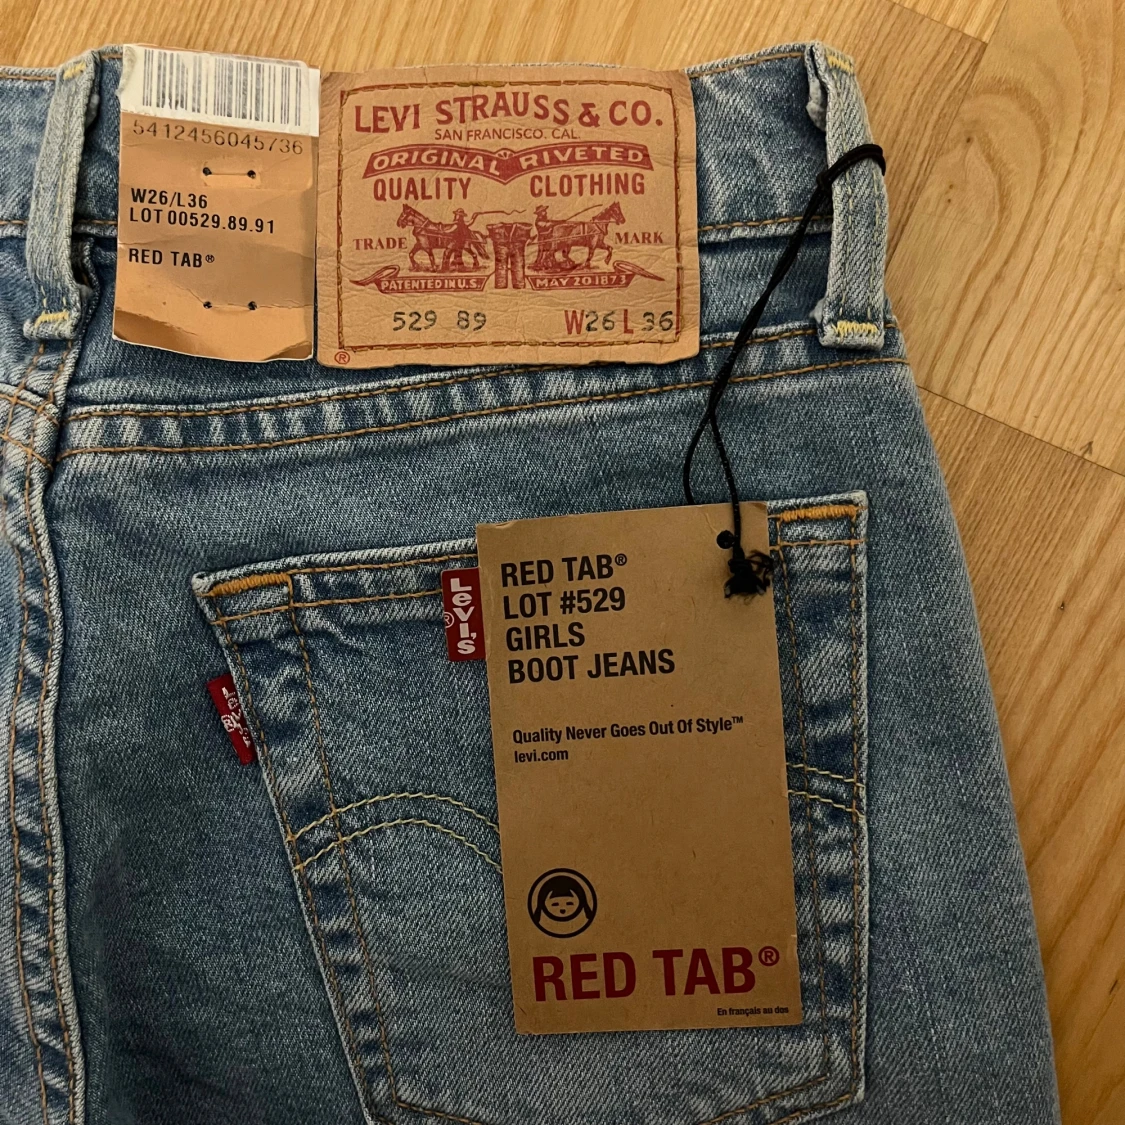 5412456045736
W26/L36
LOT 00529.89.91
RED TAB®
LEVI STRAUSS & CO.
SAN FRANCISCO. CAL.
ORIGINAL RIVETED
QUALITY CLOTHING
TRADE MARK
PATENTED IN U.S. MAY 20 1873
529 89 W26 L 36
®
RED TAB®
LOT #529
GIRLS
BOOT JEANS
Quality Never Goes Out Of Style™
levi.com
RED TAB®
En français au dos
Levi's
®
Levi's
®